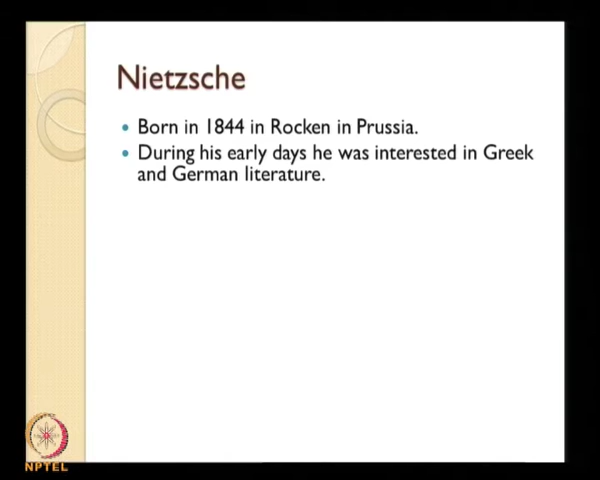 Nietzsche
Born in 1844 in Rocken in Prussia.
During his early days he was interested in Greek
and German literature.
NPTEL